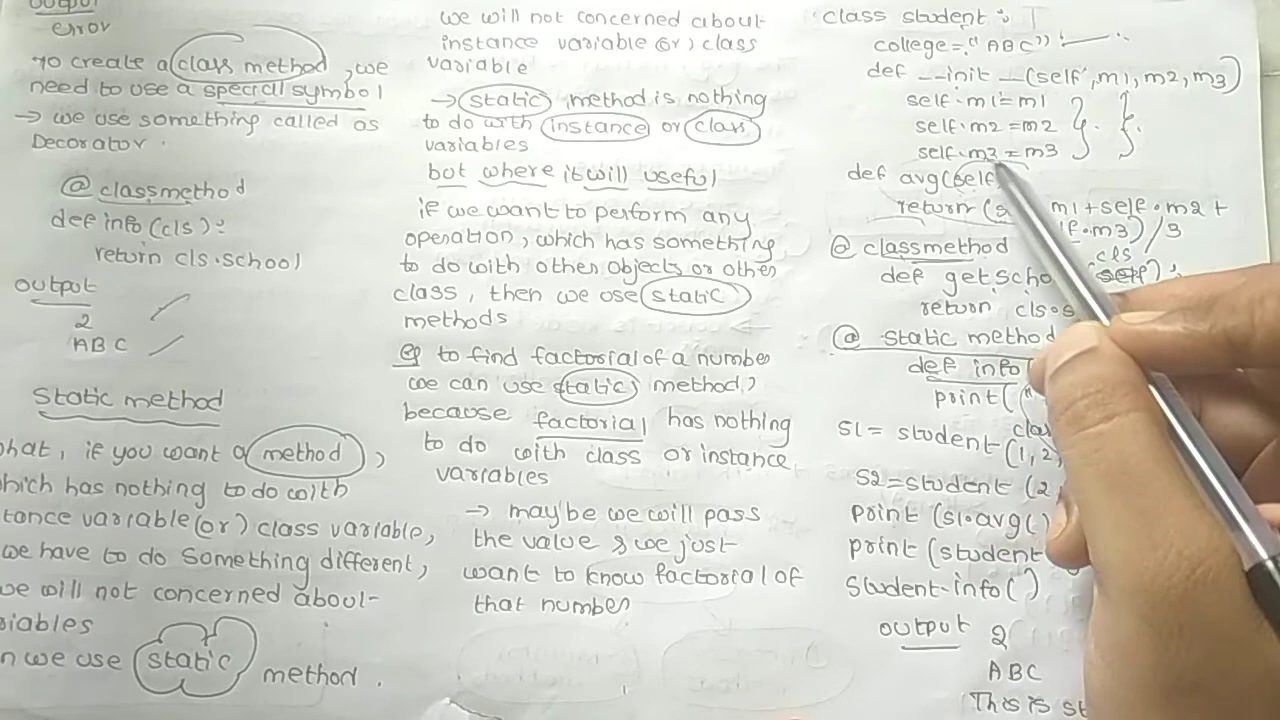 output
error
To create a class method, we
need to use a special symbol
→ we use something called as
Decorator.
@classmethod
def info(cls):
return cls.school
output
2
ABC
Static method
what, if you want a method,
which has nothing to do with
tance variable (or) class variable,
we have to do something different,
we will not concerned about
riables
n we use static method.
we will not concerned about
instance variable (or) class
variable
→ static method is nothing
to do with instance or class
variables
but where it will useful
if we want to perform any
operation, which has something
to do with other objects or other
class, then we use static
methods
eg to find factorial of a number
we can use static method,
because factorial has nothing
to do with class or instance
variables
→ maybe we will pass
the value & we just
want to know factorial of
that number
class student:
college="ABC"
def __init__(self, m1, m2, m3)
self.m1=m1
self.m2=m2
self.m3=m3
def avg(self)
return (s m1+self.m2+
lf.m3)/3
@classmethod
def getScho cls (self):
return cls.s
@ static method
def info(
print("
clas
S1= student(1,2,
S2=student (2
print (s1.avg()
print (student
Student.info()
output 2
ABC
This is st